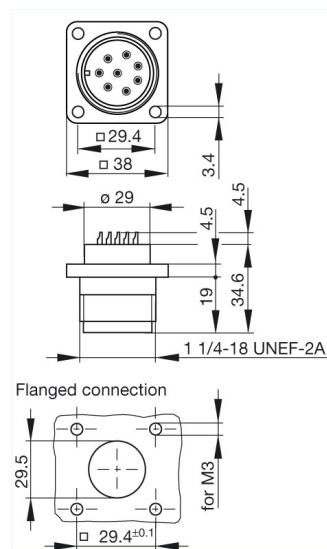 □ 29.4
□ 38
3.4
ø 29
4.5
4.5
19
34.6
1 1/4-18 UNEF-2A
Flanged connection
29.5
for M3
□ 29.4±0.1